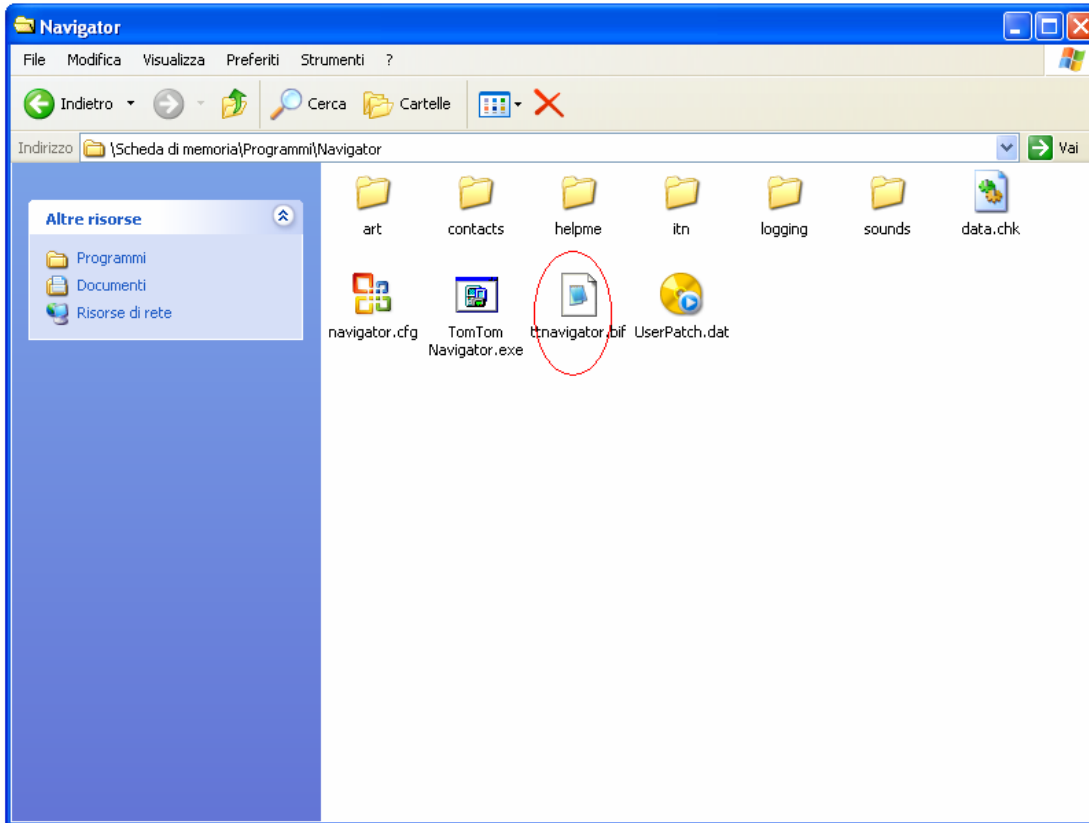 Navigator
File Modifica Visualizza Preferiti Strumenti ?
Indietro Cerca Cartelle
Indirizzo \Scheda di memoria\Programmi\Navigator Vai
Altre risorse
Programmi
Documenti
Risorse di rete
art contacts helpme itn logging sounds data.chk
navigator.cfg TomTom Navigator.exe ttnavigator.bif UserPatch.dat